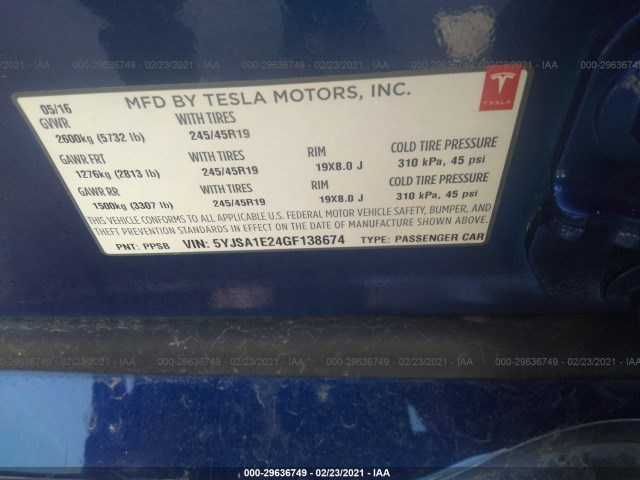 000-29636749 - 02/23/2021 - IAA
05/16 MFD BY TESLA MOTORS, INC.
TESLA
GVWR WITH TIRES
2600kg (5732 lb) 245/45R19
GAWR FRT WITH TIRES RIM COLD TIRE PRESSURE
1276kg (2813 lb) 245/45R19 19X8.0 J 310 kPa, 45 psi
GAWR RR WITH TIRES RIM COLD TIRE PRESSURE
1500kg (3307 lb) 245/45R19 19X8.0 J 310 kPa, 45 psi
THIS VEHICLE CONFORMS TO ALL APPLICABLE U.S. FEDERAL MOTOR VEHICLE SAFETY, BUMPER, AND
THEFT PREVENTION STANDARDS IN EFFECT ON THE DATE OF MANUFACTURE SHOWN ABOVE.
PNT: PPSB VIN: 5YJSA1E24GF138674 TYPE: PASSENGER CAR
000-29636749 - 02/23/2021 - IAA
000-29636749 - 02/23/2021 - IAA